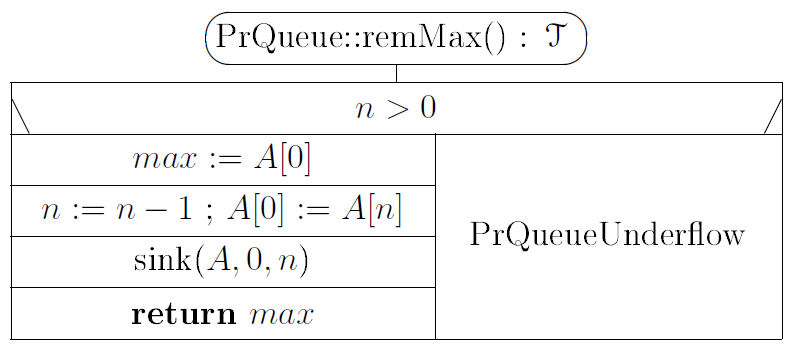 PrQueue::remMax() : 𝒯
n > 0
max := A[0]
n := n − 1 ; A[0] := A[n]
sink(A, 0, n)
return max
PrQueueUnderflow